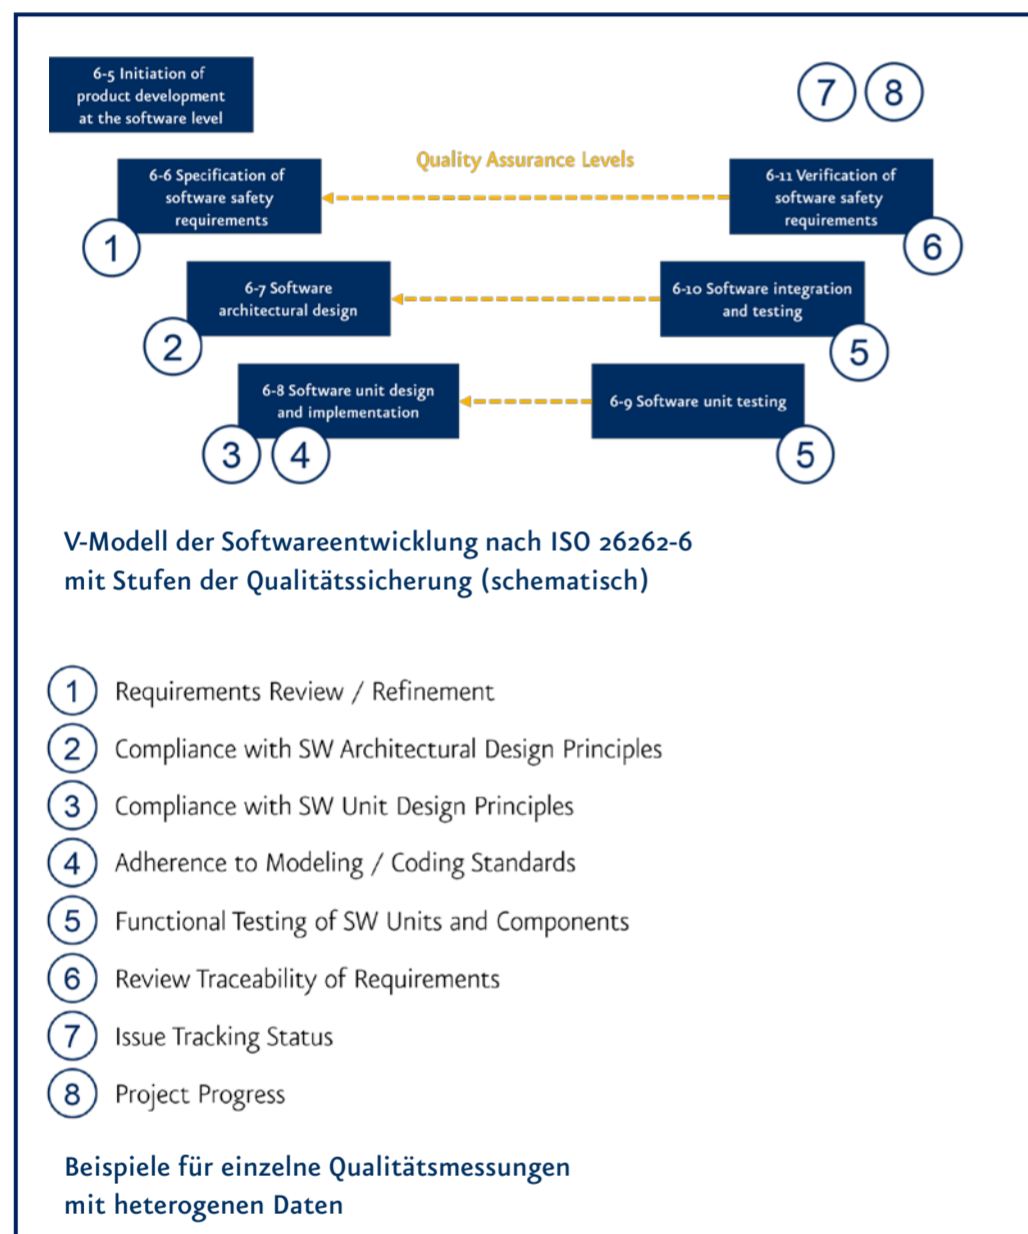 6-5 Initiation of
product development
at the software level
7 8
Quality Assurance Levels
6-6 Specification of
software safety
requirements
1
6-11 Verification of
software safety
requirements
6
6-7 Software
architectural design
2
6-10 Software integration
and testing
5
6-8 Software unit design
and implementation
3 4
6-9 Software unit testing
5
V-Modell der Softwareentwicklung nach ISO 26262-6
mit Stufen der Qualitätssicherung (schematisch)
1 Requirements Review / Refinement
2 Compliance with SW Architectural Design Principles
3 Compliance with SW Unit Design Principles
4 Adherence to Modeling / Coding Standards
5 Functional Testing of SW Units and Components
6 Review Traceability of Requirements
7 Issue Tracking Status
8 Project Progress
Beispiele für einzelne Qualitätsmessungen
mit heterogenen Daten